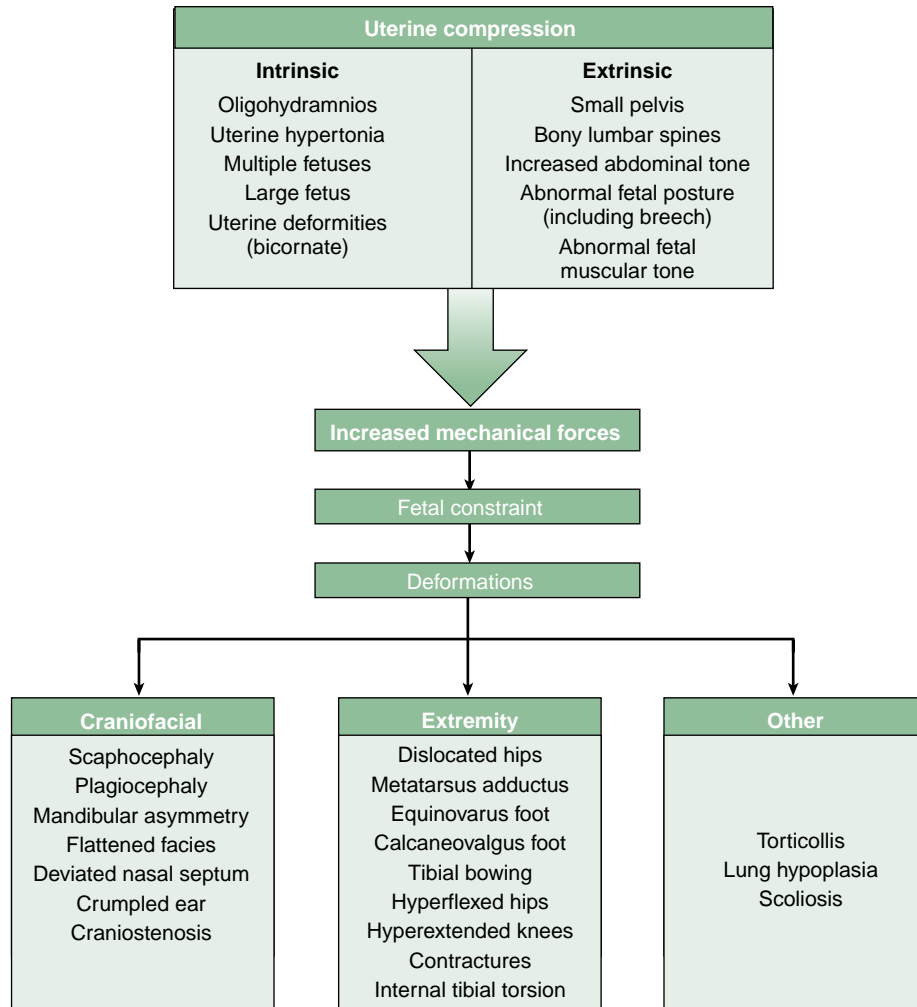 Uterine compression
Intrinsic
Oligohydramnios
Uterine hypertonia
Multiple fetuses
Large fetus
Uterine deformities
(bicornate)
Extrinsic
Small pelvis
Bony lumbar spines
Increased abdominal tone
Abnormal fetal posture
(including breech)
Abnormal fetal
muscular tone
Increased mechanical forces
Fetal constraint
Deformations
Craniofacial
Scaphocephaly
Plagiocephaly
Mandibular asymmetry
Flattened facies
Deviated nasal septum
Crumpled ear
Craniostenosis
Extremity
Dislocated hips
Metatarsus adductus
Equinovarus foot
Calcaneovalgus foot
Tibial bowing
Hyperflexed hips
Hyperextended knees
Contractures
Internal tibial torsion
Other
Torticollis
Lung hypoplasia
Scoliosis